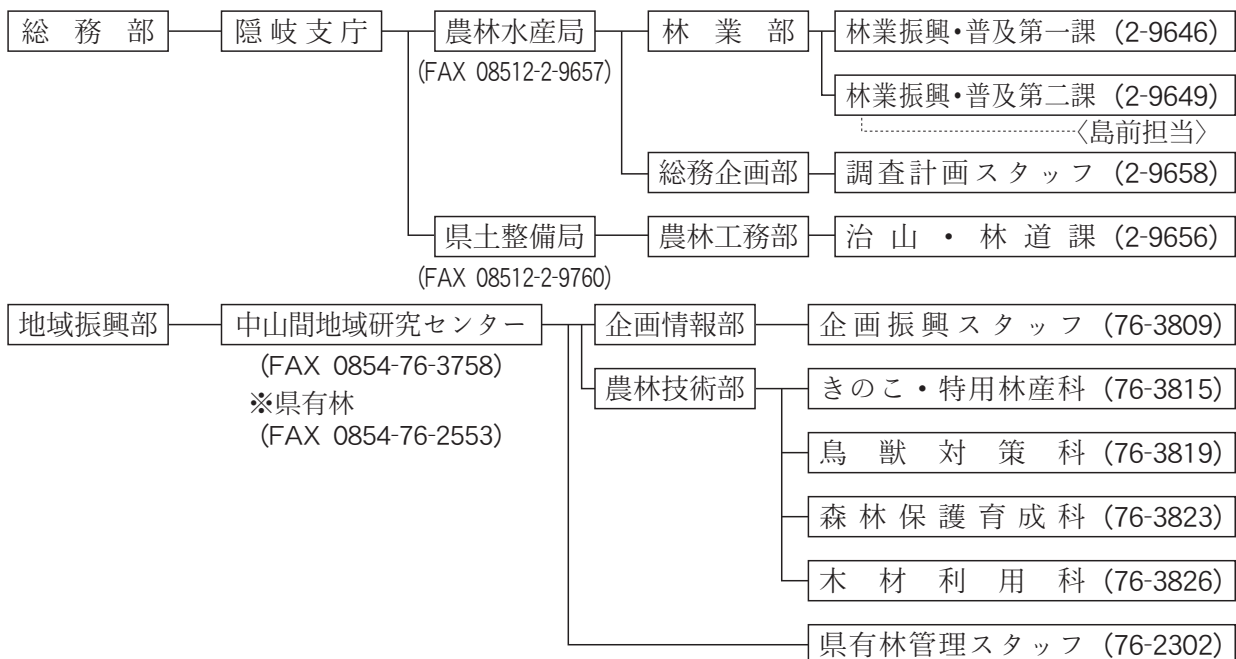 総務部 隠岐支庁 農林水産局 林業部 林業振興・普及第一課 (2-9646)
(FAX 08512-2-9657)
林業振興・普及第二課 (2-9649)
〈島前担当〉
総務企画部 調査計画スタッフ (2-9658)
県土整備局 農林工務部 治山・林道課 (2-9656)
(FAX 08512-2-9760)
地域振興部 中山間地域研究センター 企画情報部 企画振興スタッフ (76-3809)
(FAX 0854-76-3758)
農林技術部 きのこ・特用林産科 (76-3815)
※県有林
(FAX 0854-76-2553)
鳥獣対策科 (76-3819)
森林保護育成科 (76-3823)
木材利用科 (76-3826)
県有林管理スタッフ (76-2302)